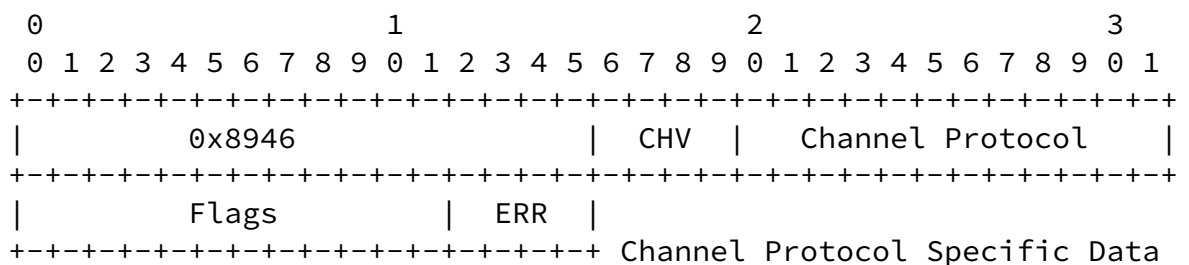 0                   1                   2                   3
 0 1 2 3 4 5 6 7 8 9 0 1 2 3 4 5 6 7 8 9 0 1 2 3 4 5 6 7 8 9 0 1
+-+-+-+-+-+-+-+-+-+-+-+-+-+-+-+-+-+-+-+-+-+-+-+-+-+-+-+-+-+-+-+-+
|         0x8946                |  CHV  |   Channel Protocol    |
+-+-+-+-+-+-+-+-+-+-+-+-+-+-+-+-+-+-+-+-+-+-+-+-+-+-+-+-+-+-+-+-+
|         Flags         |  ERR  |
+-+-+-+-+-+-+-+-+-+-+-+-+-+-+-+-+ Channel Protocol Specific Data